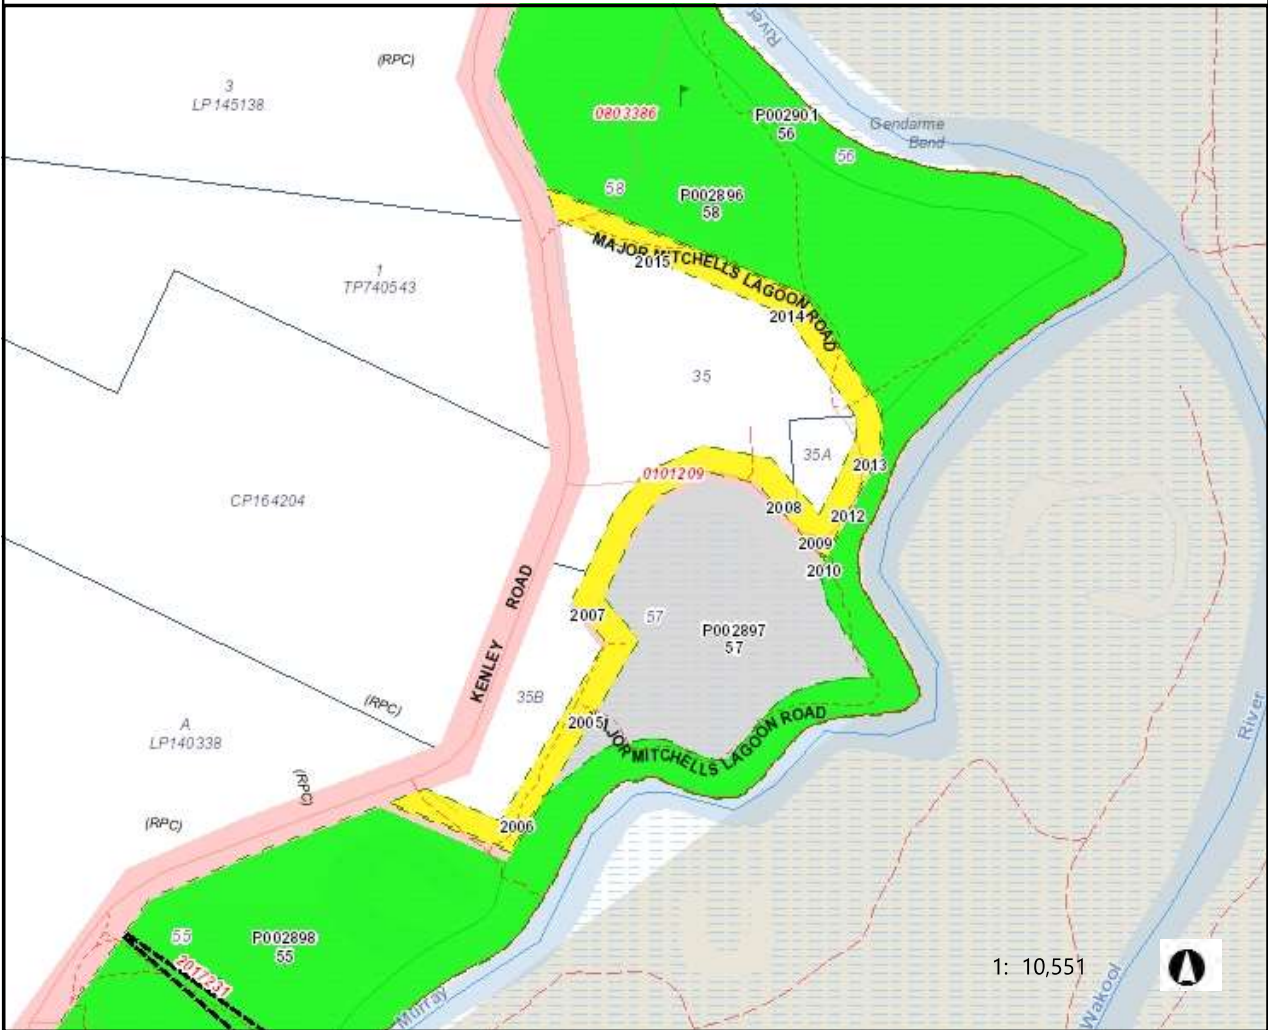 River
(RPC)
3
LP145138
0803386
P002901
56
56
Gendarme
Bend
58
P002896
58
MAJOR MITCHELLS LAGOON ROAD
2015
1
TP740543
2014
35
35A
2013
0101209
CP164204
2008
2012
2009
2010
ROAD
2007
57
P002897
57
KENLEY
35B
(RPC)
2005
A
LP140338
MAJOR MITCHELLS LAGOON ROAD
River
(RPC)
(RPC)
2006
55
P002898
55
2017231
1: 10,551
Murray
Wakool